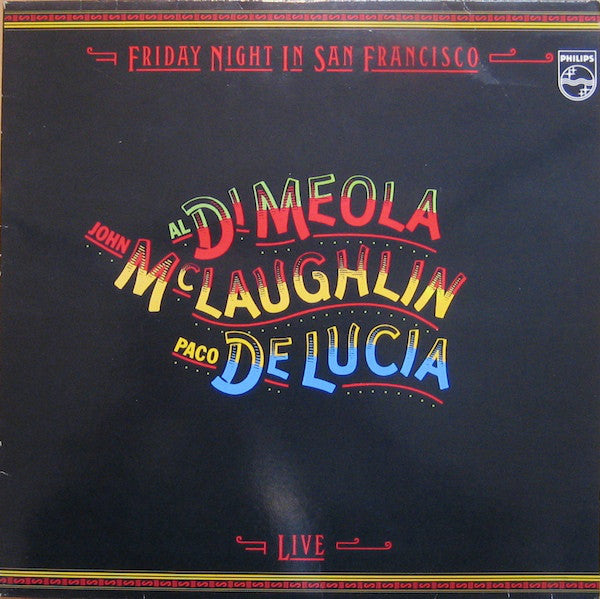 FRIDAY NIGHT IN SAN FRANCISCO
PHILIPS
AL DI MEOLA
JOHN MCLAUGHLIN
PACO DE LUCIA
LIVE